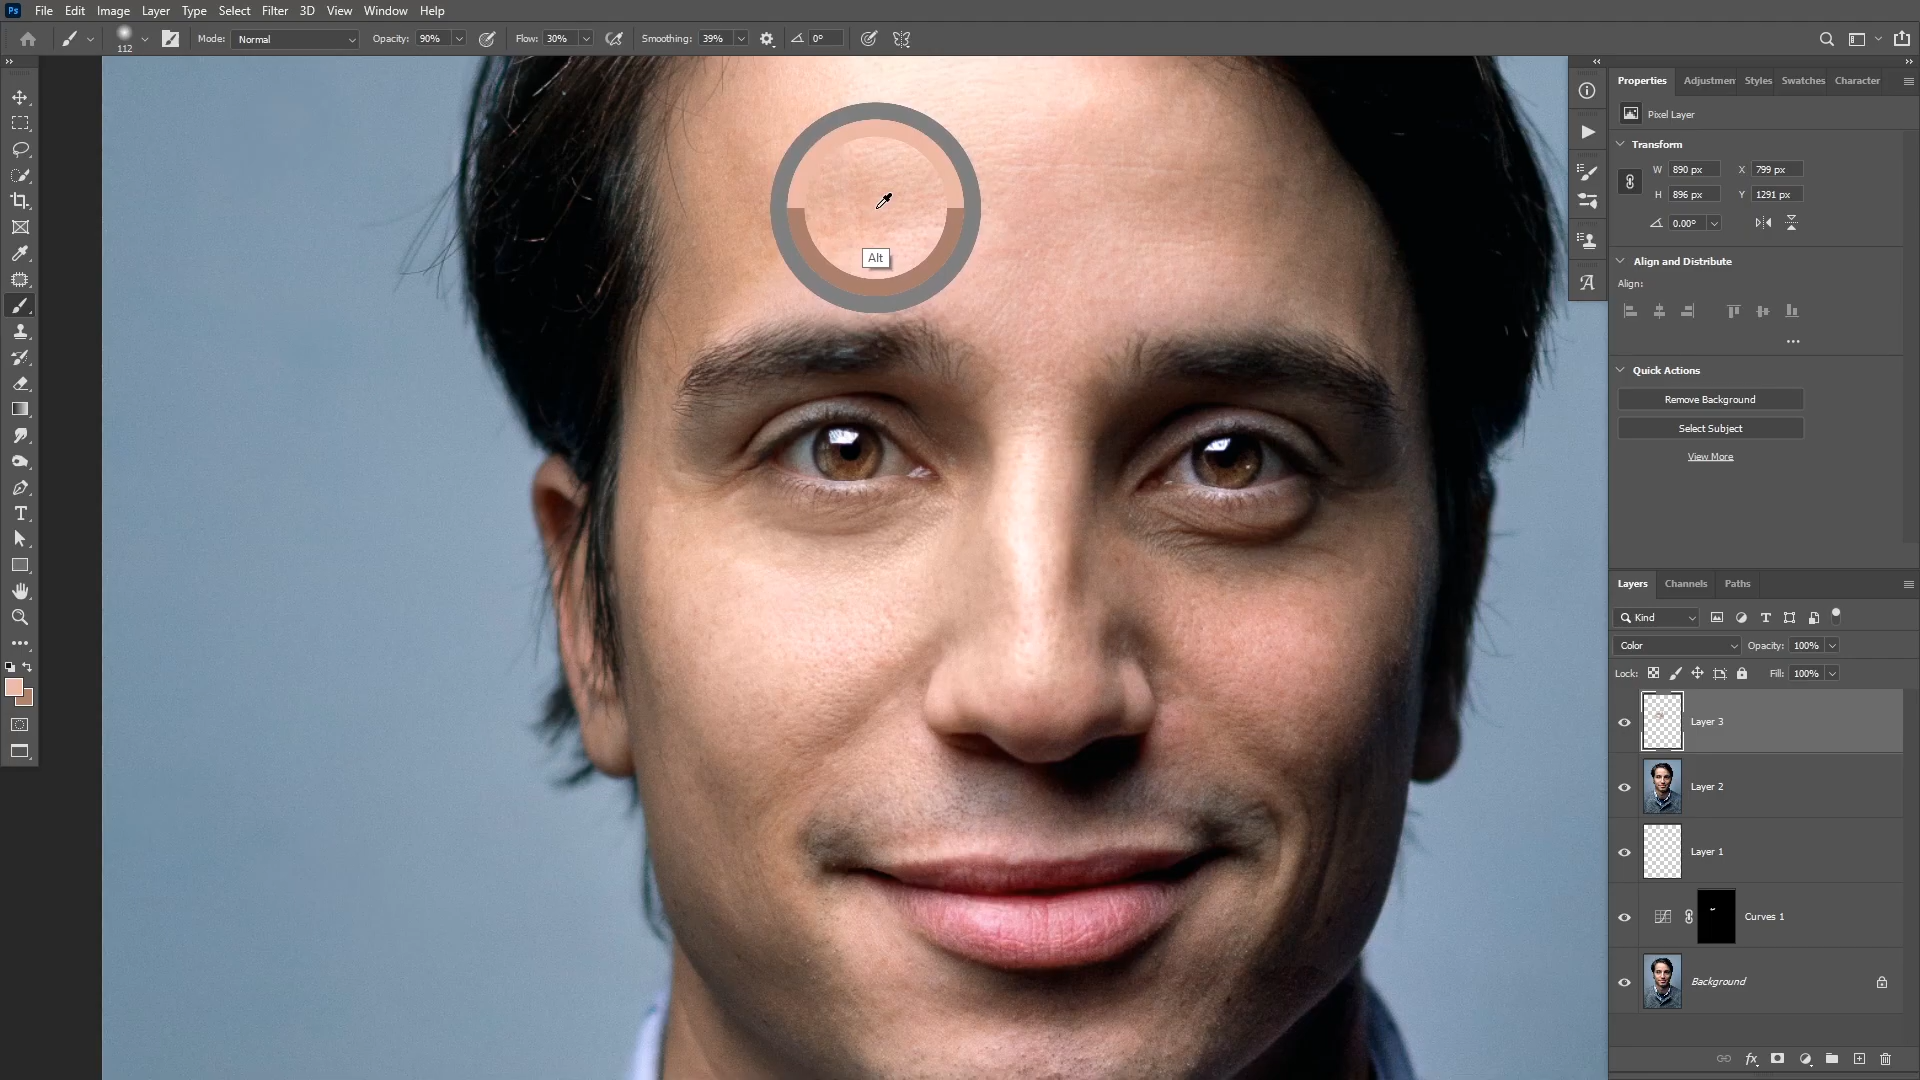 Ps File Edit Image Layer Type Select Filter 3D View Window Help
112 Mode: Normal Opacity: 90% Flow: 30% Smoothing: 39% 0°
Properties Adjustmen Styles Swatches Character
Pixel Layer
Transform
W 890 px X 799 px
H 896 px Y 1291 px
0.00°
Align and Distribute
Align:
Quick Actions
Remove Background
Select Subject
View More
Alt
Layers Channels Paths
Kind
Color Opacity: 100%
Lock: Fill: 100%
Layer 3
Layer 2
Layer 1
Curves 1
Background